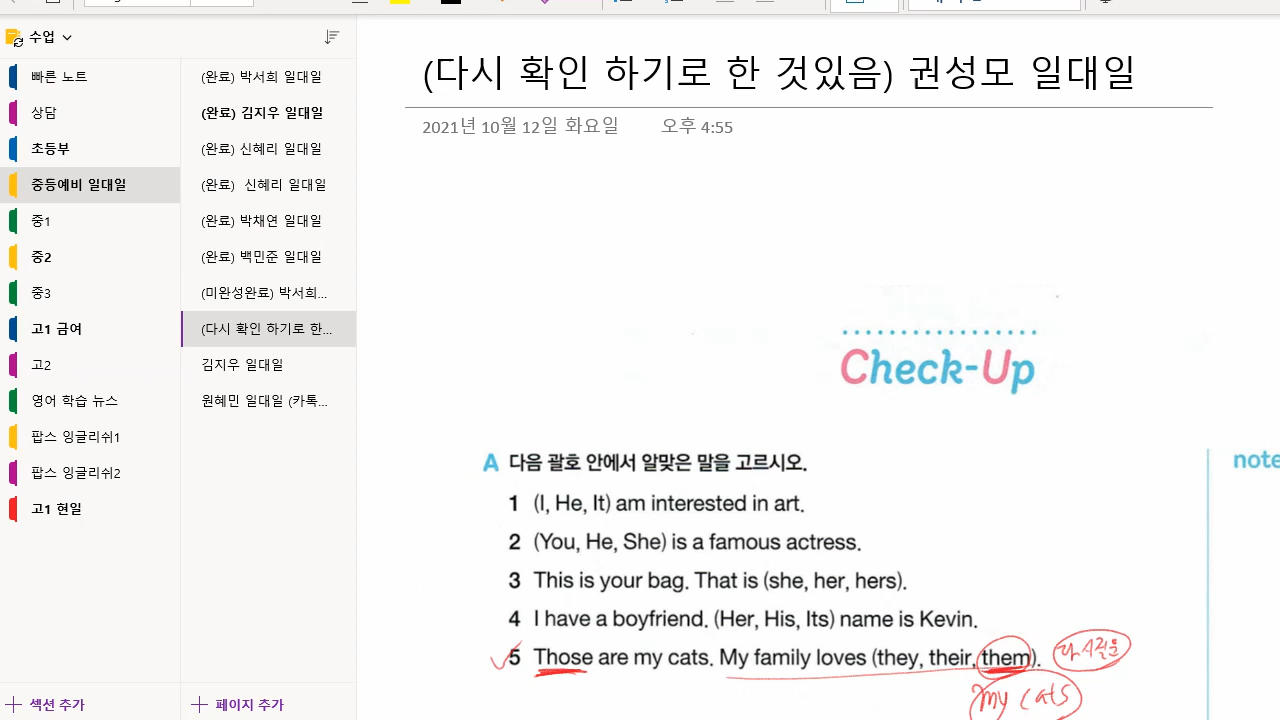 수업
빠른 노트
상담
초등부
중등예비 일대일
중1
중2
중3
고1 금여
고2
영어 학습 뉴스
팝스 잉글리쉬1
팝스 잉글리쉬2
고1 현일
섹션 추가
(완료) 박서희 일대일
(완료) 김지우 일대일
(완료) 신혜리 일대일
(완료) 신혜리 일대일
(완료) 박채연 일대일
(완료) 백민준 일대일
(미완성완료) 박서희...
(다시 확인 하기로 한...
김지우 일대일
원혜민 일대일 (카톡...
페이지 추가
(다시 확인 하기로 한 것있음) 권성모 일대일
2021년 10월 12일 화요일 오후 4:55
Check-Up
A 다음 괄호 안에서 알맞은 말을 고르시오.
1 (I, He, It) am interested in art.
2 (You, He, She) is a famous actress.
3 This is your bag. That is (she, her, hers).
4 I have a boyfriend. (Her, His, Its) name is Kevin.
5 Those are my cats. My family loves (they, their, them). 다시질문
my cats
note